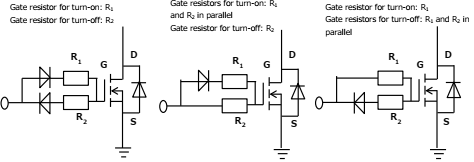 Gate resistor for turn-on: R1
Gate resistor for turn-off: R2
R1
G
D
R2
S
Gate resistors for turn-on: R1
and R2 in parallel
Gate resistor for turn-off: R2
R1
G
D
R2
S
Gate resistor for turn-on: R1
Gate resistors for turn-off: R1 and R2 in
parallel
R1
G
D
R2
S